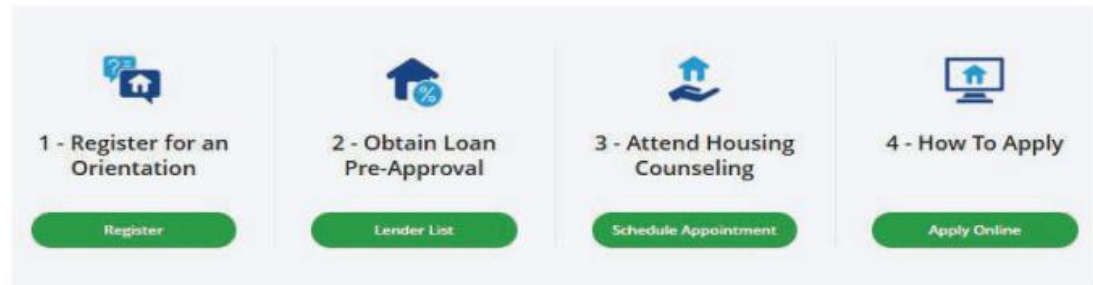 1 - Register for an
Orientation
Register
2 - Obtain Loan
Pre-Approval
Lender List
3 - Attend Housing
Counseling
Schedule Appointment
4 - How To Apply
Apply Online